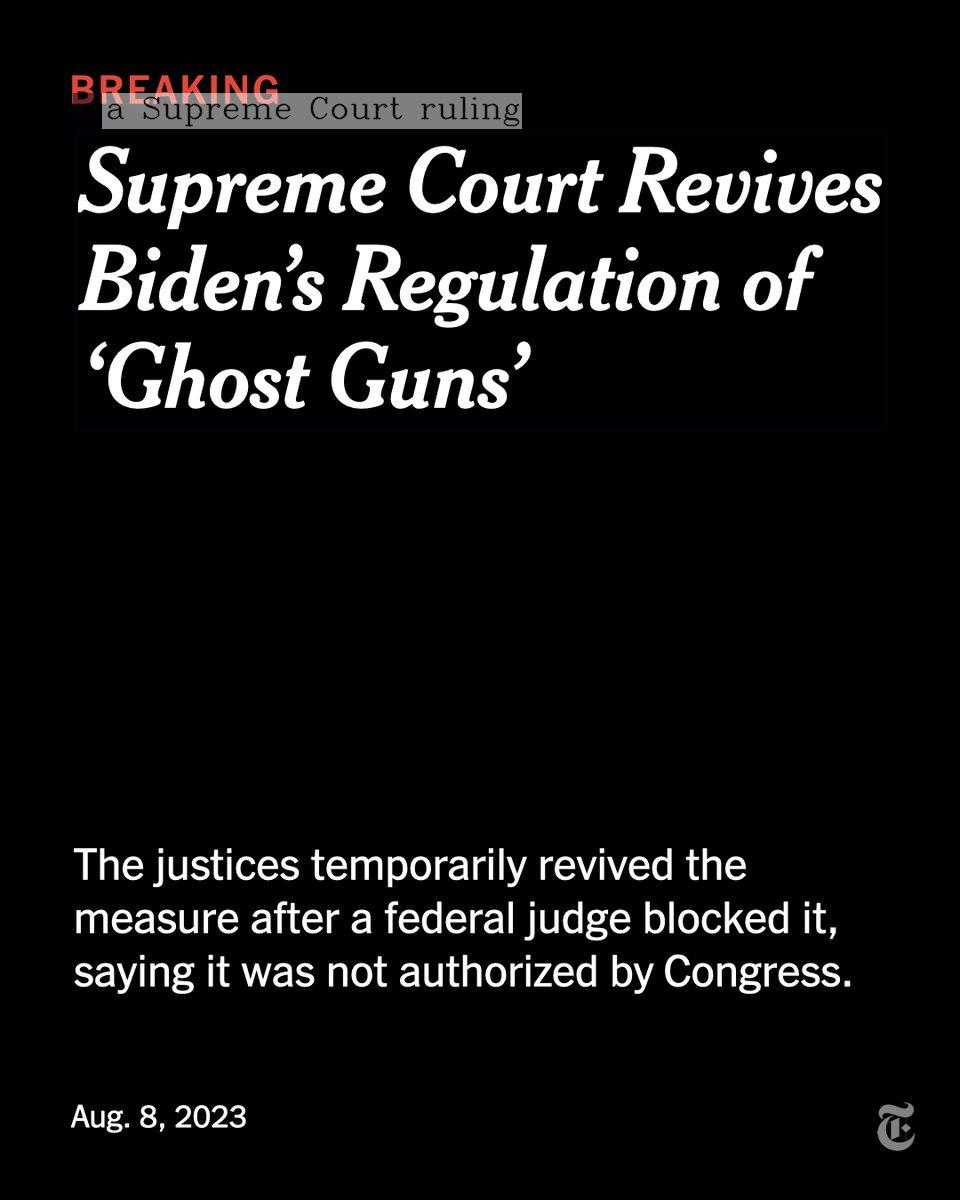 BREAKING
a Supreme Court ruling
Supreme Court Revives
Biden’s Regulation of
‘Ghost Guns’
The justices temporarily revived the
measure after a federal judge blocked it,
saying it was not authorized by Congress.
Aug. 8, 2023
T